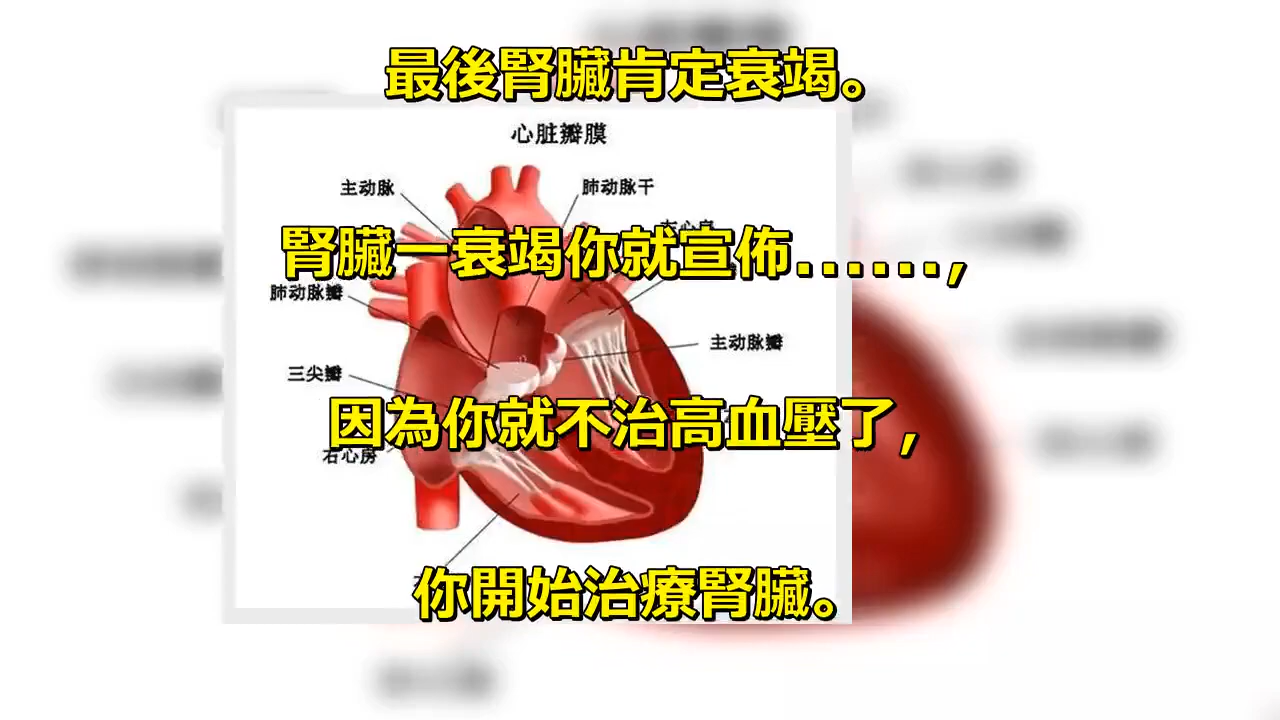 最後腎臟肯定衰竭。
心脏瓣膜
主动脉
肺动脉干
腎臟一衰竭你就宣佈......,
肺动脉瓣
主动脉瓣
三尖瓣
因為你就不治高血壓了,
右心房
你開始治療腎臟。